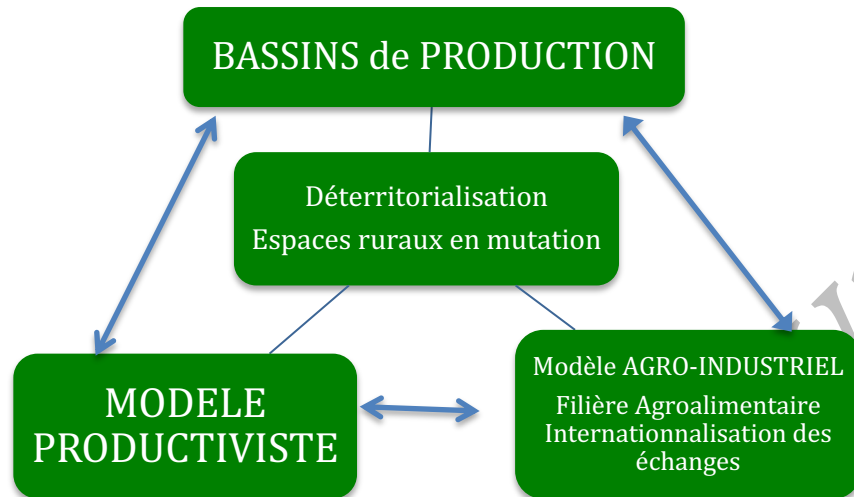 BASSINS de PRODUCTION
Déterritorialisation
Espaces ruraux en mutation
MODELE
PRODUCTIVISTE
Modèle AGRO-INDUSTRIEL
Filière Agroalimentaire
Internationnalisation des
échanges